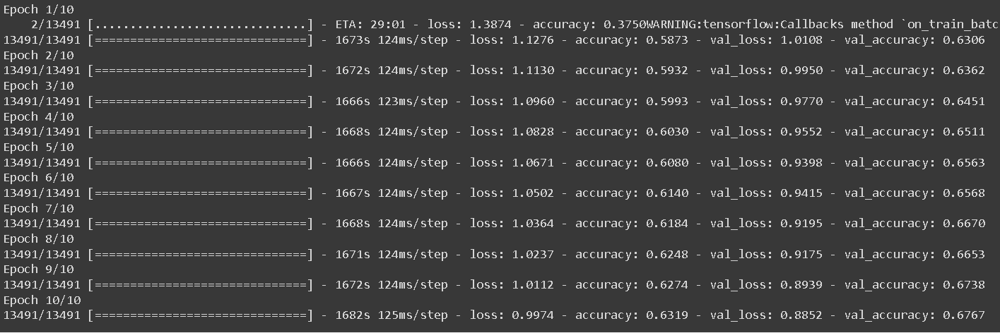 Epoch 1/10
2/13491 [..............................] - ETA: 29:01 - loss: 1.3874 - accuracy: 0.3750WARNING:tensorflow:Callbacks method `on_train_batc
13491/13491 [==============================] - 1673s 124ms/step - loss: 1.1276 - accuracy: 0.5873 - val_loss: 1.0108 - val_accuracy: 0.6306
Epoch 2/10
13491/13491 [==============================] - 1672s 124ms/step - loss: 1.1130 - accuracy: 0.5932 - val_loss: 0.9950 - val_accuracy: 0.6362
Epoch 3/10
13491/13491 [==============================] - 1666s 123ms/step - loss: 1.0960 - accuracy: 0.5993 - val_loss: 0.9770 - val_accuracy: 0.6451
Epoch 4/10
13491/13491 [==============================] - 1668s 124ms/step - loss: 1.0828 - accuracy: 0.6030 - val_loss: 0.9552 - val_accuracy: 0.6511
Epoch 5/10
13491/13491 [==============================] - 1666s 124ms/step - loss: 1.0671 - accuracy: 0.6080 - val_loss: 0.9398 - val_accuracy: 0.6563
Epoch 6/10
13491/13491 [==============================] - 1667s 124ms/step - loss: 1.0502 - accuracy: 0.6140 - val_loss: 0.9415 - val_accuracy: 0.6568
Epoch 7/10
13491/13491 [==============================] - 1668s 124ms/step - loss: 1.0364 - accuracy: 0.6184 - val_loss: 0.9195 - val_accuracy: 0.6670
Epoch 8/10
13491/13491 [==============================] - 1671s 124ms/step - loss: 1.0237 - accuracy: 0.6248 - val_loss: 0.9175 - val_accuracy: 0.6653
Epoch 9/10
13491/13491 [==============================] - 1672s 124ms/step - loss: 1.0112 - accuracy: 0.6274 - val_loss: 0.8939 - val_accuracy: 0.6738
Epoch 10/10
13491/13491 [==============================] - 1682s 125ms/step - loss: 0.9974 - accuracy: 0.6319 - val_loss: 0.8852 - val_accuracy: 0.6767